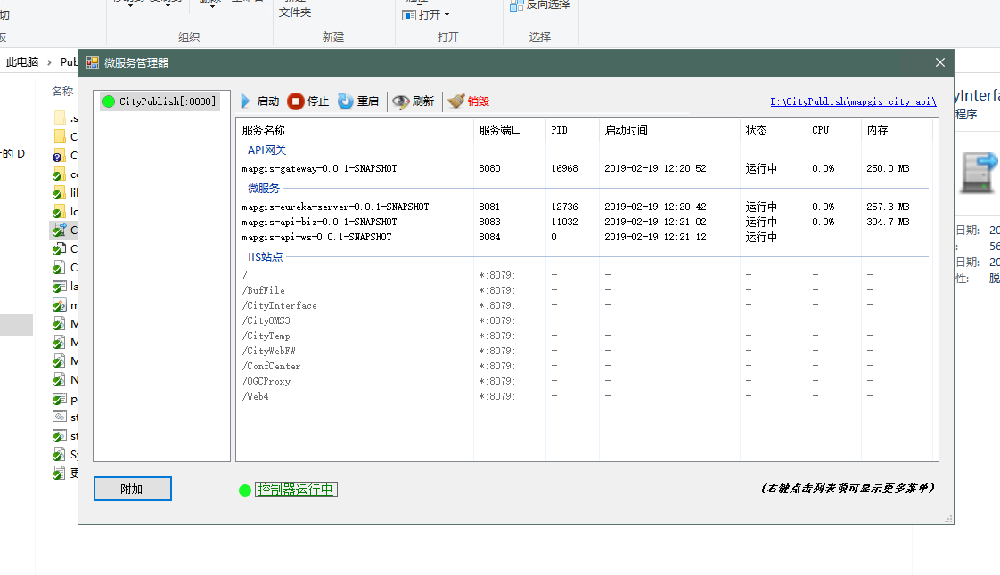 切
文件夹
打开
反向选择
板
组织
新建
打开
选择
此电脑 > Pub
名称
上的 D
微服务管理器
CityPublish[:8080]
启动 停止 重启 刷新 销毁
D:\CityPublish\mapgis-city-api\
服务名称 服务端口 PID 启动时间 状态 CPU 内存
API网关
mapgis-gateway-0.0.1-SNAPSHOT 8080 16968 2019-02-19 12:20:52 运行中 0.0% 250.0 MB
微服务
mapgis-eureka-server-0.0.1-SNAPSHOT 8081 12736 2019-02-19 12:20:42 运行中 0.0% 257.3 MB
mapgis-api-biz-0.0.1-SNAPSHOT 8083 11032 2019-02-19 12:21:02 运行中 0.0% 304.7 MB
mapgis-api-ws-0.0.1-SNAPSHOT 8084 0 2019-02-19 12:21:12 运行中
IIS站点
/ *:8079: - - - - -
/BufFile *:8079: - - - - -
/CityInterface *:8079: - - - - -
/CityOMS3 *:8079: - - - - -
/CityTemp *:8079: - - - - -
/CityWebFW *:8079: - - - - -
/ConfCenter *:8079: - - - - -
/OGCProxy *:8079: - - - - -
/Web4 *:8079: - - - - -
附加
控制器运行中
(右键点击列表项可显示更多菜单)
yInterfa
程序
日期: 20
56
日期: 20
性: 脱